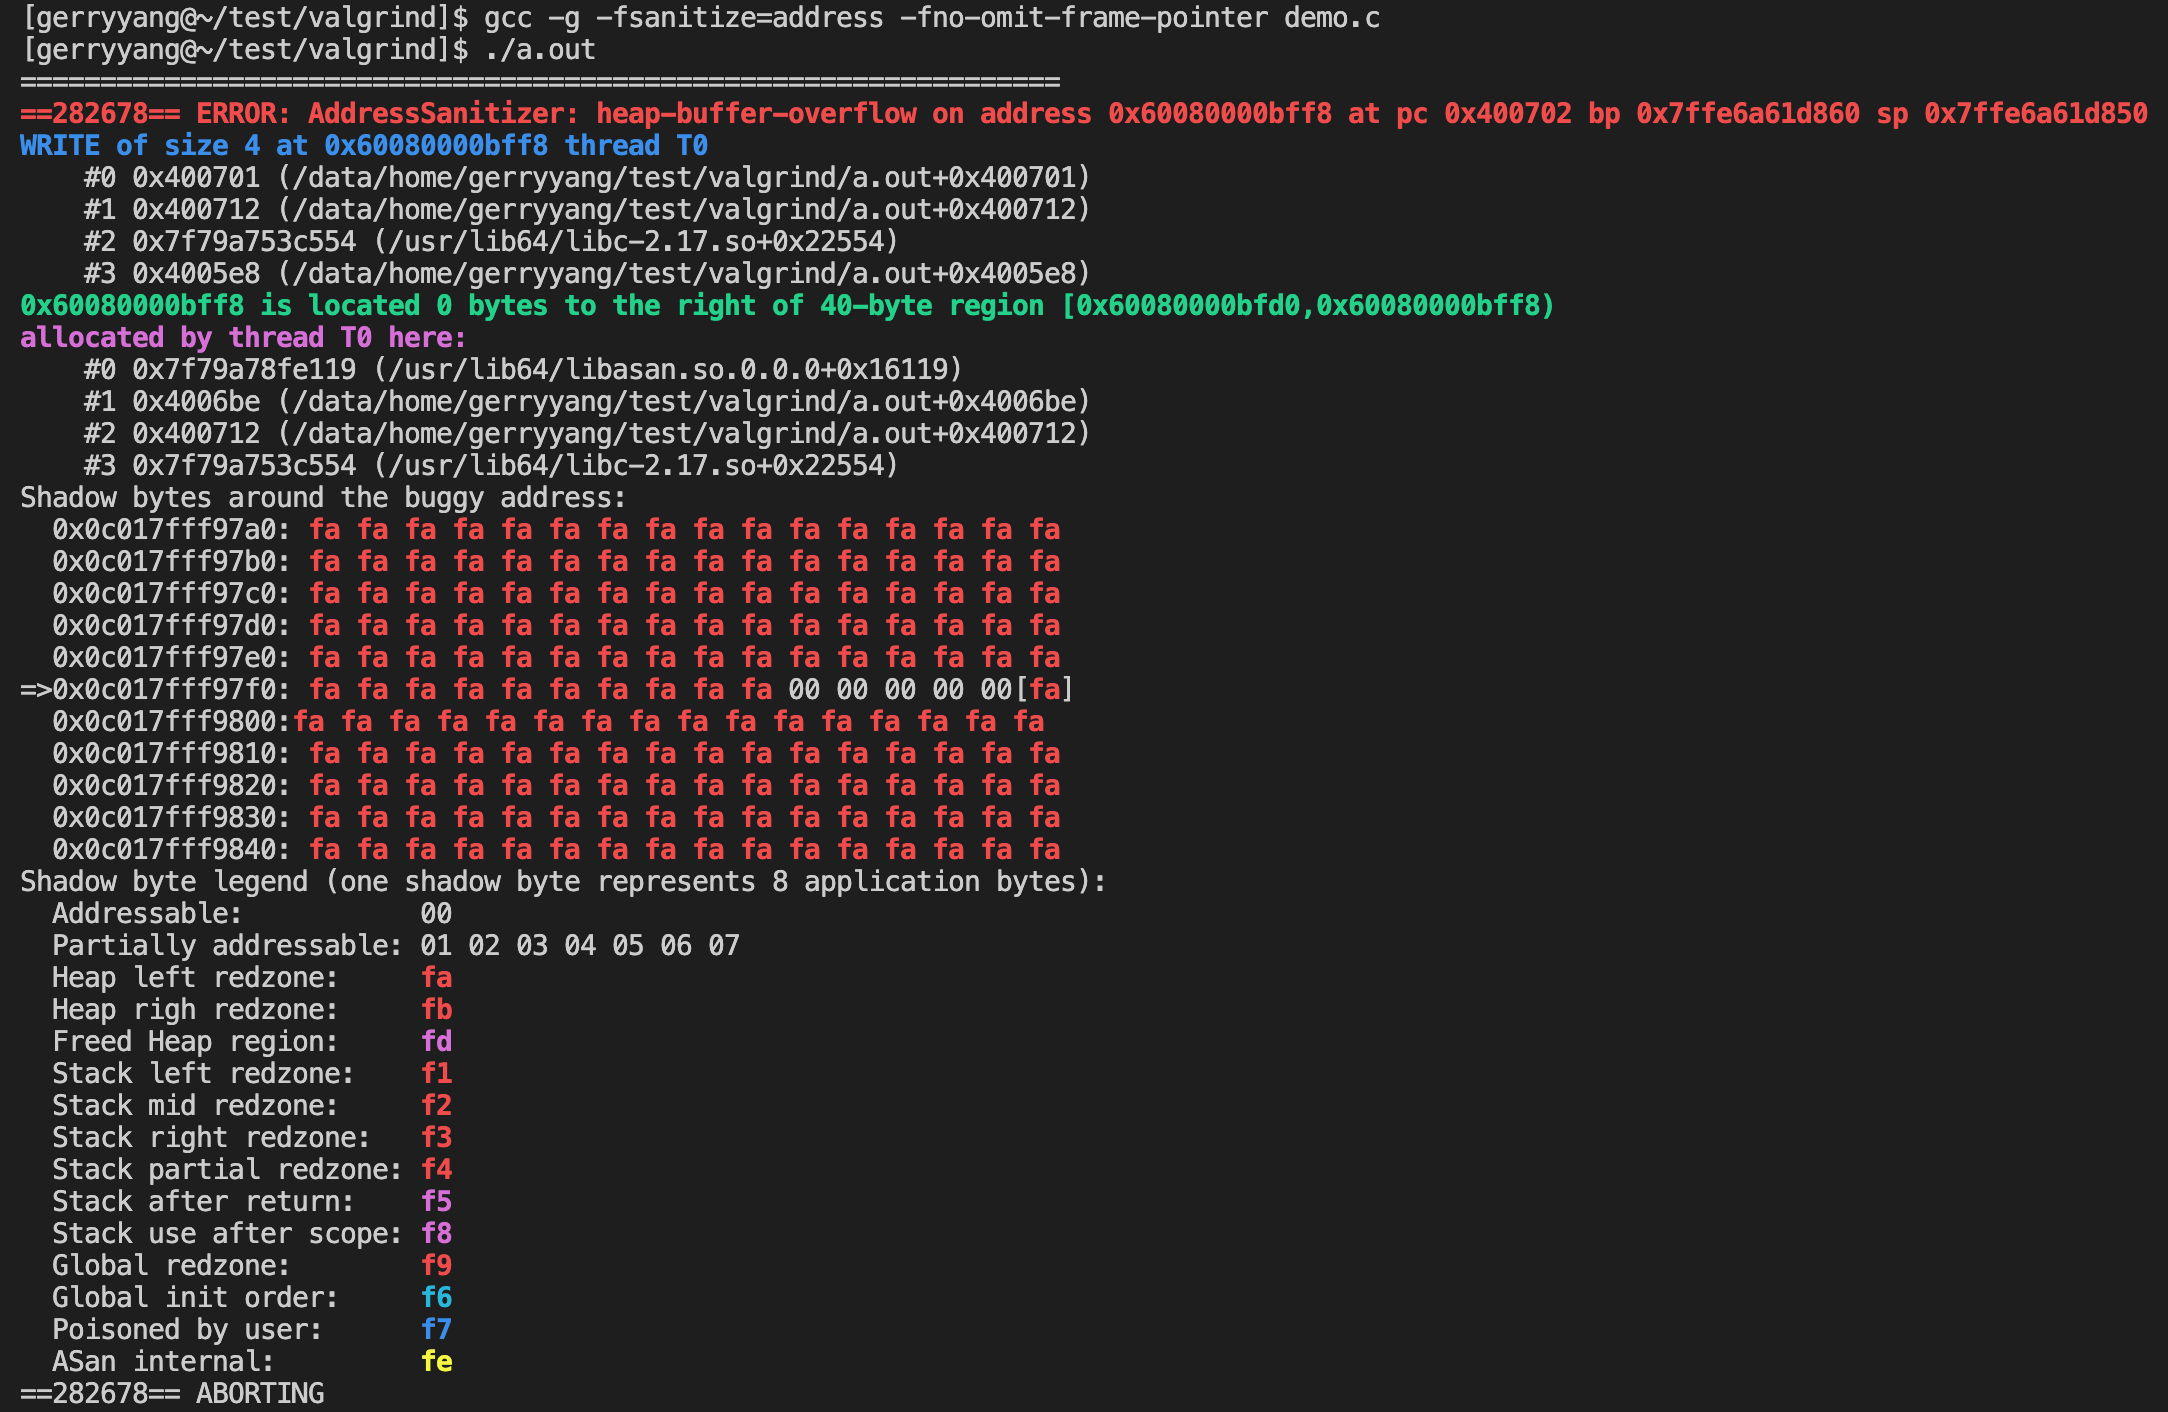 [gerryyang@~/test/valgrind]$ gcc -g -fsanitize=address -fno-omit-frame-pointer demo.c
[gerryyang@~/test/valgrind]$ ./a.out
=================================================================
==282678== ERROR: AddressSanitizer: heap-buffer-overflow on address 0x60080000bff8 at pc 0x400702 bp 0x7ffe6a61d860 sp 0x7ffe6a61d850
WRITE of size 4 at 0x60080000bff8 thread T0
    #0 0x400701 (/data/home/gerryyang/test/valgrind/a.out+0x400701)
    #1 0x400712 (/data/home/gerryyang/test/valgrind/a.out+0x400712)
    #2 0x7f79a753c554 (/usr/lib64/libc-2.17.so+0x22554)
    #3 0x4005e8 (/data/home/gerryyang/test/valgrind/a.out+0x4005e8)
0x60080000bff8 is located 0 bytes to the right of 40-byte region [0x60080000bfd0,0x60080000bff8)
allocated by thread T0 here:
    #0 0x7f79a78fe119 (/usr/lib64/libasan.so.0.0.0+0x16119)
    #1 0x4006be (/data/home/gerryyang/test/valgrind/a.out+0x4006be)
    #2 0x400712 (/data/home/gerryyang/test/valgrind/a.out+0x400712)
    #3 0x7f79a753c554 (/usr/lib64/libc-2.17.so+0x22554)
Shadow bytes around the buggy address:
  0x0c017fff97a0: fa fa fa fa fa fa fa fa fa fa fa fa fa fa fa fa
  0x0c017fff97b0: fa fa fa fa fa fa fa fa fa fa fa fa fa fa fa fa
  0x0c017fff97c0: fa fa fa fa fa fa fa fa fa fa fa fa fa fa fa fa
  0x0c017fff97d0: fa fa fa fa fa fa fa fa fa fa fa fa fa fa fa fa
  0x0c017fff97e0: fa fa fa fa fa fa fa fa fa fa fa fa fa fa fa fa
=>0x0c017fff97f0: fa fa fa fa fa fa fa fa fa fa 00 00 00 00 00[fa]
  0x0c017fff9800:fa fa fa fa fa fa fa fa fa fa fa fa fa fa fa fa
  0x0c017fff9810: fa fa fa fa fa fa fa fa fa fa fa fa fa fa fa fa
  0x0c017fff9820: fa fa fa fa fa fa fa fa fa fa fa fa fa fa fa fa
  0x0c017fff9830: fa fa fa fa fa fa fa fa fa fa fa fa fa fa fa fa
  0x0c017fff9840: fa fa fa fa fa fa fa fa fa fa fa fa fa fa fa fa
Shadow byte legend (one shadow byte represents 8 application bytes):
  Addressable:           00
  Partially addressable: 01 02 03 04 05 06 07
  Heap left redzone:     fa
  Heap righ redzone:     fb
  Freed Heap region:     fd
  Stack left redzone:    f1
  Stack mid redzone:     f2
  Stack right redzone:   f3
  Stack partial redzone: f4
  Stack after return:    f5
  Stack use after scope: f8
  Global redzone:        f9
  Global init order:     f6
  Poisoned by user:      f7
  ASan internal:         fe
==282678== ABORTING